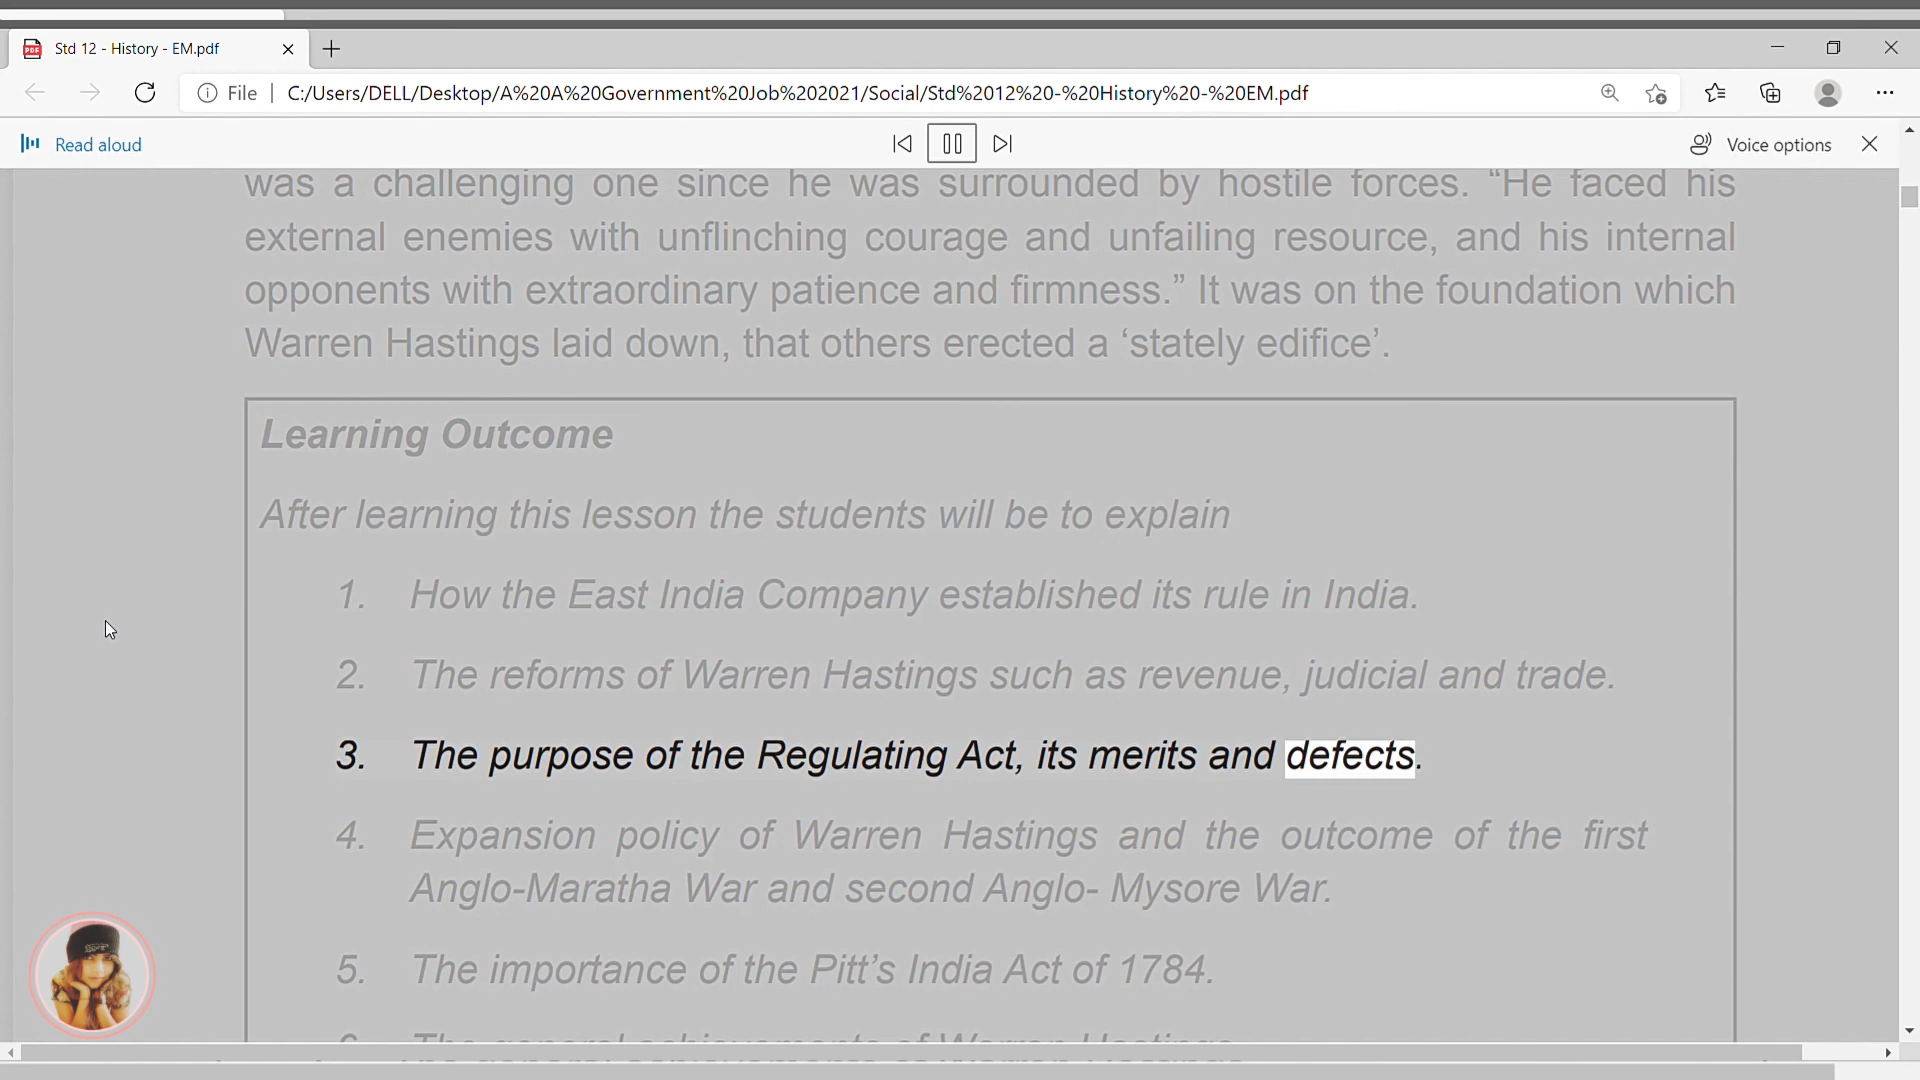 Std 12 - History - EM.pdf
File
C:/Users/DELL/Desktop/A%20A%20Government%20Job%202021/Social/Std%2012%20-%20History%20-%20EM.pdf
Read aloud
Voice options
was a challenging one since he was surrounded by hostile forces. “He faced his
external enemies with unflinching courage and unfailing resource, and his internal
opponents with extraordinary patience and firmness.” It was on the foundation which
Warren Hastings laid down, that others erected a ‘stately edifice’.
Learning Outcome
After learning this lesson the students will be to explain
1. How the East India Company established its rule in India.
2. The reforms of Warren Hastings such as revenue, judicial and trade.
3. The purpose of the Regulating Act, its merits and defects.
4. Expansion policy of Warren Hastings and the outcome of the first
Anglo-Maratha War and second Anglo- Mysore War.
5. The importance of the Pitt’s India Act of 1784.
6. The general achievements of Warren Hastings